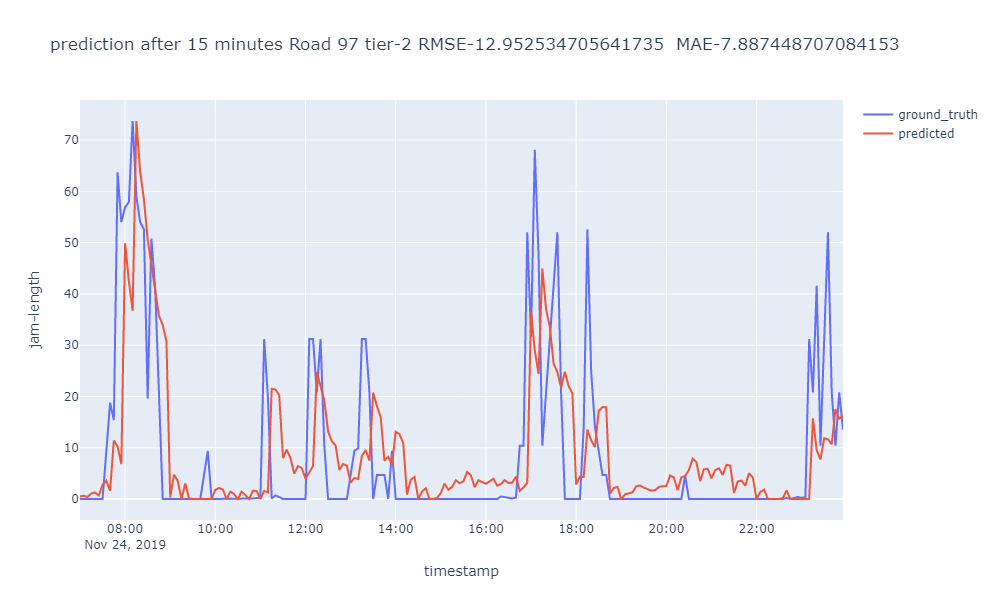 prediction after 15 minutes Road 97 tier-2 RMSE-12.952534705641735 MAE-7.887448707084153
ground_truth
predicted
70
60
50
40
30
20
10
0
jam-length
08:00 10:00 12:00 14:00 16:00 18:00 20:00 22:00
Nov 24, 2019
timestamp